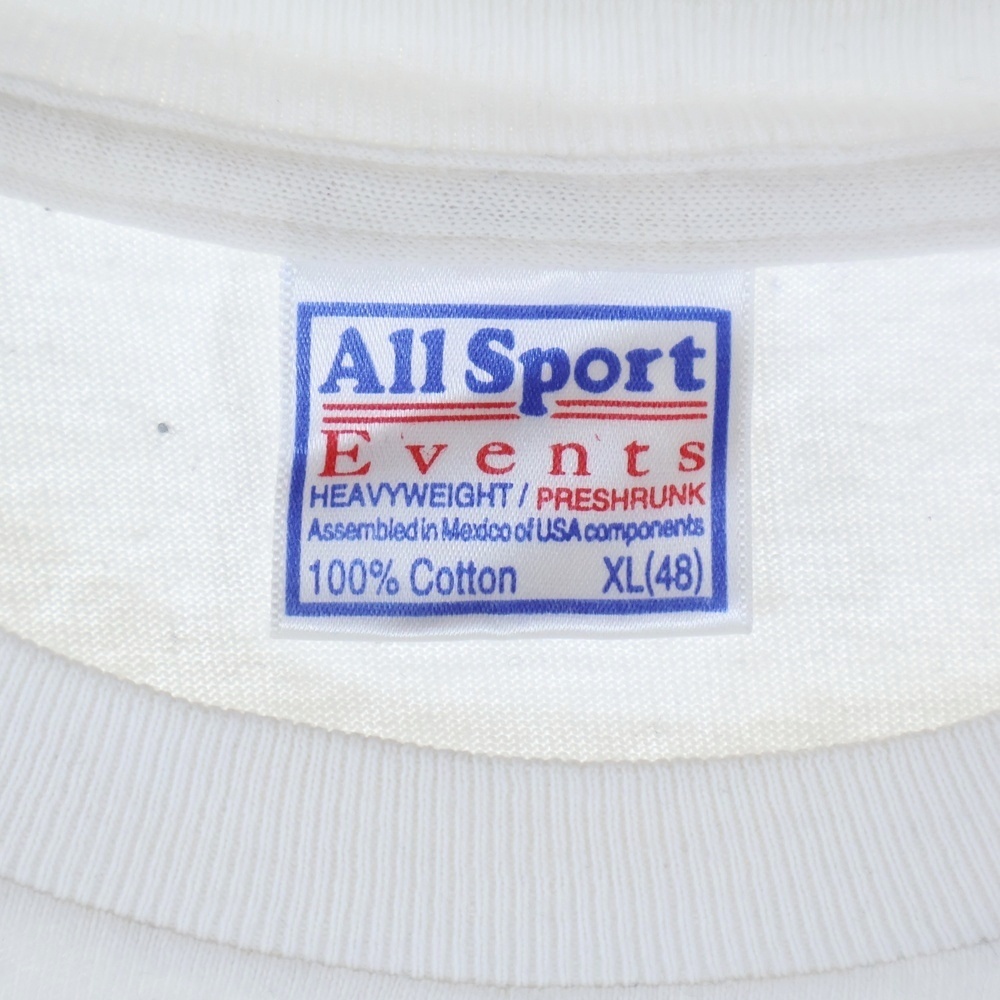 All Sport
Events
HEAVYWEIGHT / PRESHRUNK
Assembled in Mexico of USA components
100% Cotton XL(48)